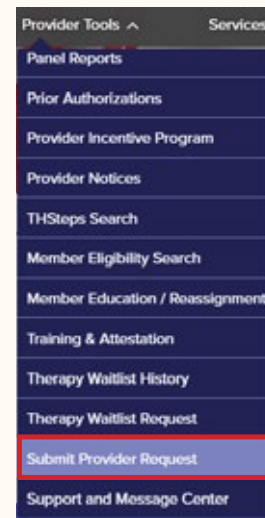 Provider Tools Services
Panel Reports
Prior Authorizations
Provider Incentive Program
Provider Notices
THSteps Search
Member Eligibility Search
Member Education / Reassignment
Training & Attestation
Therapy Waitlist History
Therapy Waitlist Request
Submit Provider Request
Support and Message Center